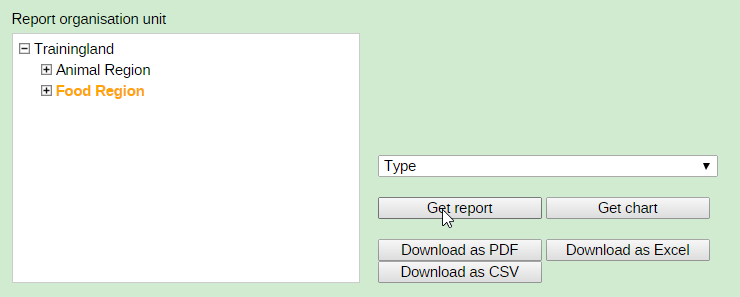 Report organisation unit
Trainingland
Animal Region
Food Region
Type
Get report Get chart
Download as PDF Download as Excel
Download as CSV